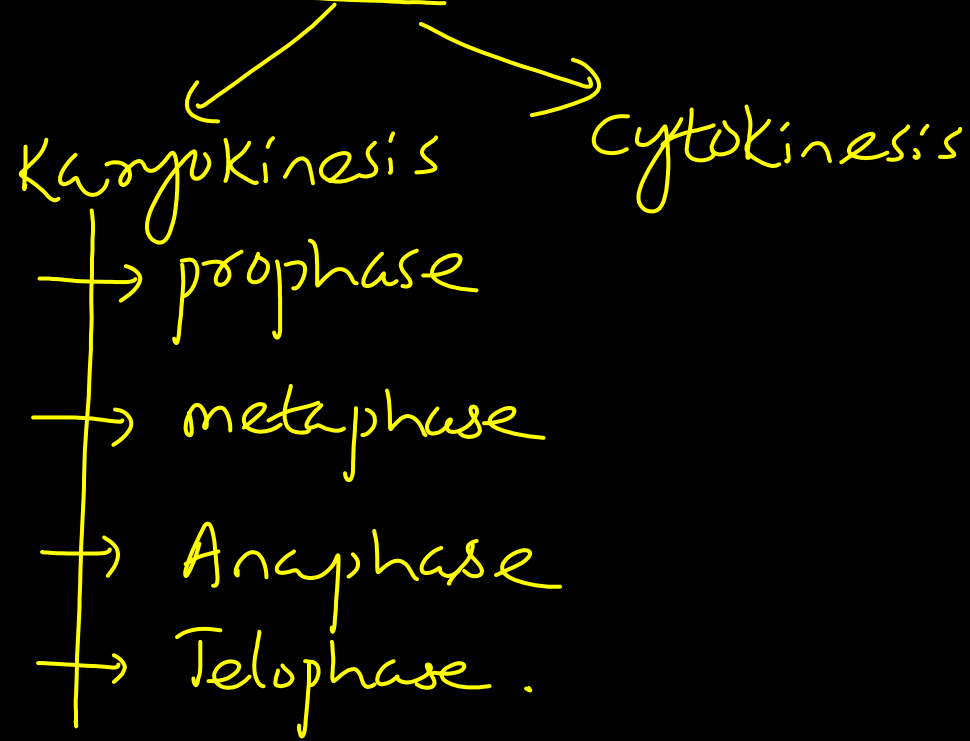 Karyokinesis
Cytokinesis
prophase
metaphase
Anaphase
Telophase.